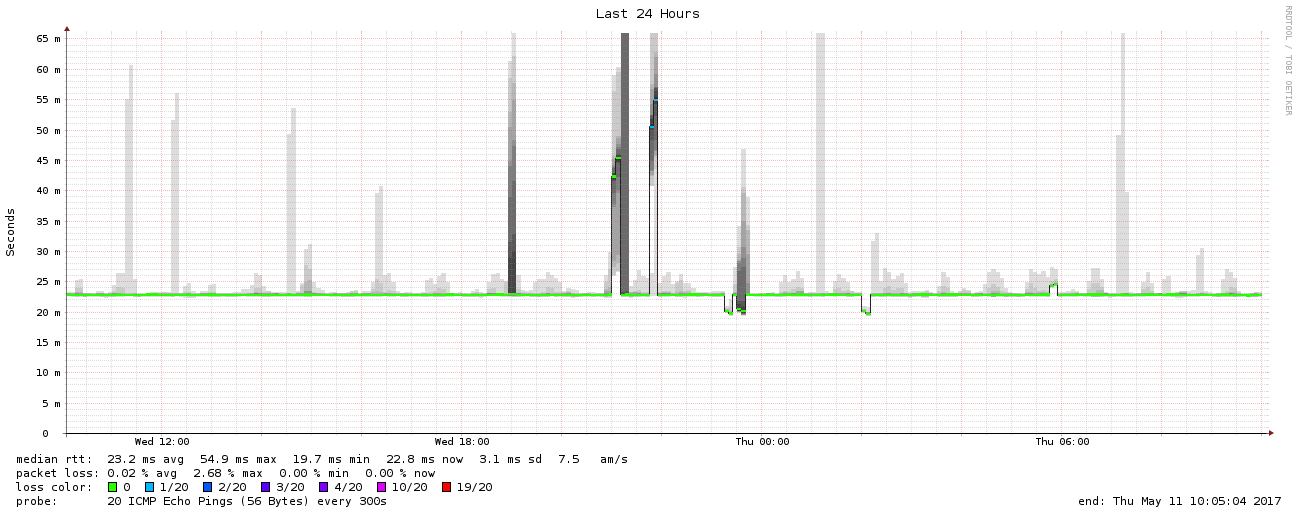 Last 24 Hours
RRDTOOL / TOBI OETIKER
65 m
60 m
55 m
50 m
45 m
40 m
35 m
30 m
25 m
20 m
15 m
10 m
5 m
0
Seconds
Wed 12:00 Wed 18:00 Thu 00:00 Thu 06:00
median rtt: 23.2 ms avg 54.9 ms max 19.7 ms min 22.8 ms now 3.1 ms sd 7.5 am/s
packet loss: 0.02 % avg 2.68 % max 0.00 % min 0.00 % now
loss color: 0 1/20 2/20 3/20 4/20 10/20 19/20
probe: 20 ICMP Echo Pings (56 Bytes) every 300s end: Thu May 11 10:05:04 2017